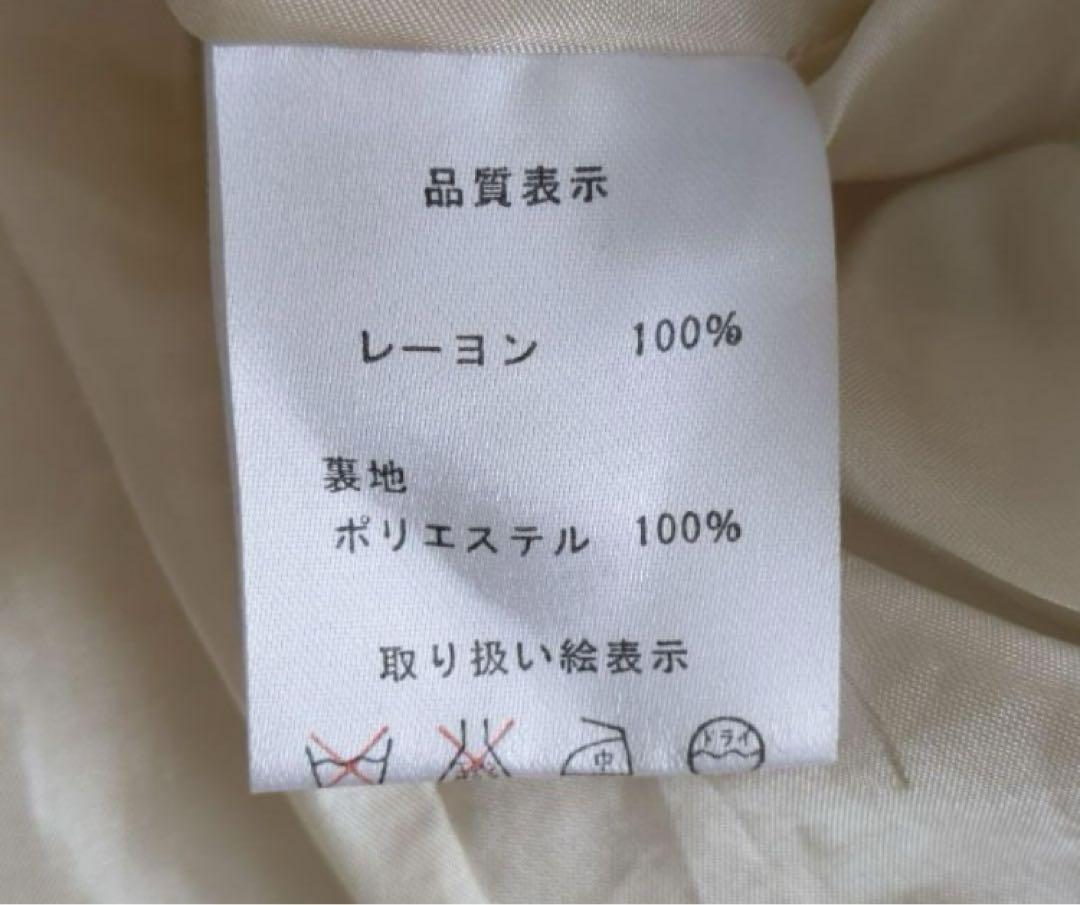 品質表示
レーヨン 100%
裏地
ポリエステル 100%
取り扱い絵表示
中 ドライ